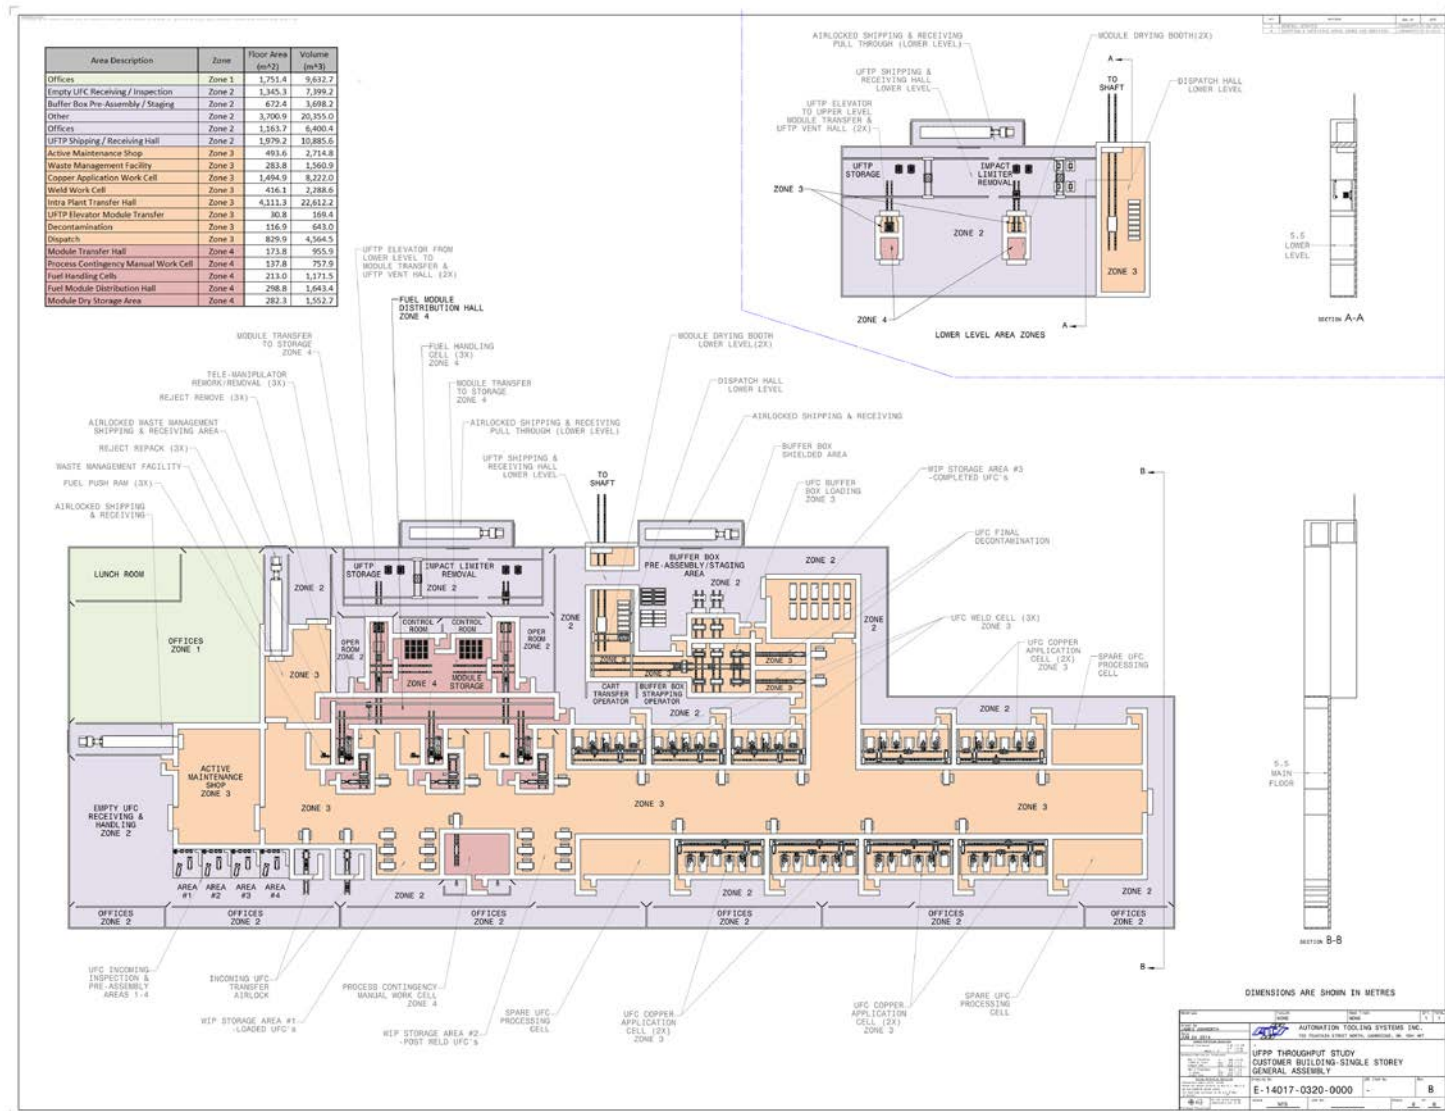 Area Description Zone Floor Area (m^2) Volume (m^3)
Offices Zone 1 1,751.4 9,632.7
Empty UFC Receiving / Inspection Zone 2 1,345.3 7,399.2
Buffer Box Pre-Assembly / Staging Zone 2 672.4 3,698.2
Other Zone 2 3,700.9 20,355.0
Offices Zone 2 1,163.7 6,400.4
UFTP Shipping / Receiving Hall Zone 2 1,979.2 10,885.6
Active Maintenance Shop Zone 3 493.6 2,714.8
Waste Management Facility Zone 3 283.8 1,560.9
Copper Application Work Cell Zone 3 1,494.9 8,222.0
Weld Work Cell Zone 3 416.1 2,288.6
Intra Plant Transfer Hall Zone 3 4,111.3 22,612.2
UFTP Elevator Module Transfer Zone 3 30.8 169.4
Decontamination Zone 3 116.9 643.0
Dispatch Zone 3 829.9 4,564.5
Module Transfer Hall Zone 4 173.8 955.9
Process Contingency Manual Work Cell Zone 4 137.8 757.9
Fuel Handling Cells Zone 4 213.0 1,171.5
Fuel Module Distribution Hall Zone 4 298.8 1,643.4
Module Dry Storage Area Zone 4 282.3 1,552.7
AIRLOCKED SHIPPING & RECEIVING
PULL THROUGH (LOWER LEVEL)
MODULE DRYING BOOTH(2X)
UFTP SHIPPING &
RECEIVING HALL
LOWER LEVEL
UFTP ELEVATOR
TO UPPER LEVEL
MODULE TRANSFER &
UFTP VENT HALL (2X)
A
TO
SHAFT
DISPATCH HALL
LOWER LEVEL
UFTP
STORAGE
IMPACT
LIMITER
REMOVAL
ZONE 3
ZONE 2
ZONE 3
ZONE 4
A
LOWER LEVEL AREA ZONES
5.5
LOWER
LEVEL
SECTION A-A
UFTP ELEVATOR FROM
LOWER LEVEL TO
MODULE TRANSFER &
UFTP VENT HALL (2X)
FUEL MODULE
DISTRIBUTION HALL
ZONE 4
MODULE TRANSFER
TO STORAGE
ZONE 4
FUEL HANDLING
CELL (3X)
ZONE 4
MODULE DRYING BOOTH
LOWER LEVEL(2X)
TELE-MANIPULATOR
REWORK/REMOVAL (3X)
REJECT REMOVE (3X)
MODULE TRANSFER
TO STORAGE
ZONE 4
DISPATCH HALL
LOWER LEVEL
AIRLOCKED WASTE MANAGEMENT
SHIPPING & RECEIVING AREA
AIRLOCKED SHIPPING & RECEIVING
PULL THROUGH (LOWER LEVEL)
AIRLOCKED SHIPPING & RECEIVING
REJECT REPACK (3X)
UFTP SHIPPING &
RECEIVING HALL
LOWER LEVEL
BUFFER BOX
SHIELDED AREA
WASTE MANAGEMENT FACILITY
FUEL PUSH RAM (3X)
TO
SHAFT
UFC BUFFER
BOX LOADING
ZONE 3
WIP STORAGE AREA #3
-COMPLETED UFC's
B
AIRLOCKED SHIPPING
& RECEIVING
UFC FINAL
DECONTAMINATION
LUNCH ROOM
OFFICES
ZONE 1
ZONE 2
UFTP
STORAGE
IMPACT LIMITER
REMOVAL
ZONE 2
BUFFER BOX
PRE-ASSEMBLY/STAGING
AREA
ZONE 2
ZONE 2
ZONE 2
ZONE 2
CONTROL
ROOM
CONTROL
ROOM
OPER
ROOM
ZONE 2
OPER
ROOM
ZONE 2
ZONE 3
ZONE 4
MODULE
STORAGE
ZONE 3
ZONE 3
ZONE 3
ZONE 3
CART
TRANSFER
OPERATOR
BUFFER BOX
STRAPPING
OPERATOR
ZONE 2
ZONE 2
UFC WELD CELL (3X)
ZONE 3
UFC COPPER
APPLICATION
CELL (2X)
ZONE 3
SPARE UFC
PROCESSING
CELL
ACTIVE
MAINTENANCE
SHOP
ZONE 3
EMPTY UFC
RECEIVING &
HANDLING
ZONE 2
ZONE 3
ZONE 3
ZONE 3
AREA
#1
AREA
#2
AREA
#3
AREA
#4
ZONE 2
ZONE 2
ZONE 2
OFFICES
ZONE 2
OFFICES
ZONE 2
OFFICES
ZONE 2
OFFICES
ZONE 2
OFFICES
ZONE 2
OFFICES
ZONE 2
5.5
MAIN
FLOOR
SECTION B-B
B
UFC INCOMING
INSPECTION &
PRE-ASSEMBLY
AREAS 1-4
INCOMING UFC
TRANSFER
AIRLOCK
WIP STORAGE AREA #1
-LOADED UFC's
PROCESS CONTINGENCY
MANUAL WORK CELL
ZONE 4
WIP STORAGE AREA #2
-POST WELD UFC's
SPARE UFC
PROCESSING
CELL
UFC COPPER
APPLICATION
CELL (2X)
ZONE 3
UFC COPPER
APPLICATION
CELL (2X)
ZONE 3
SPARE UFC
PROCESSING
CELL
DIMENSIONS ARE SHOWN IN METRES
AUTOMATION TOOLING SYSTEMS INC.
UFPP THROUGHPUT STUDY
CUSTOMER BUILDING-SINGLE STOREY
GENERAL ASSEMBLY
E-14017-0320-0000 - B